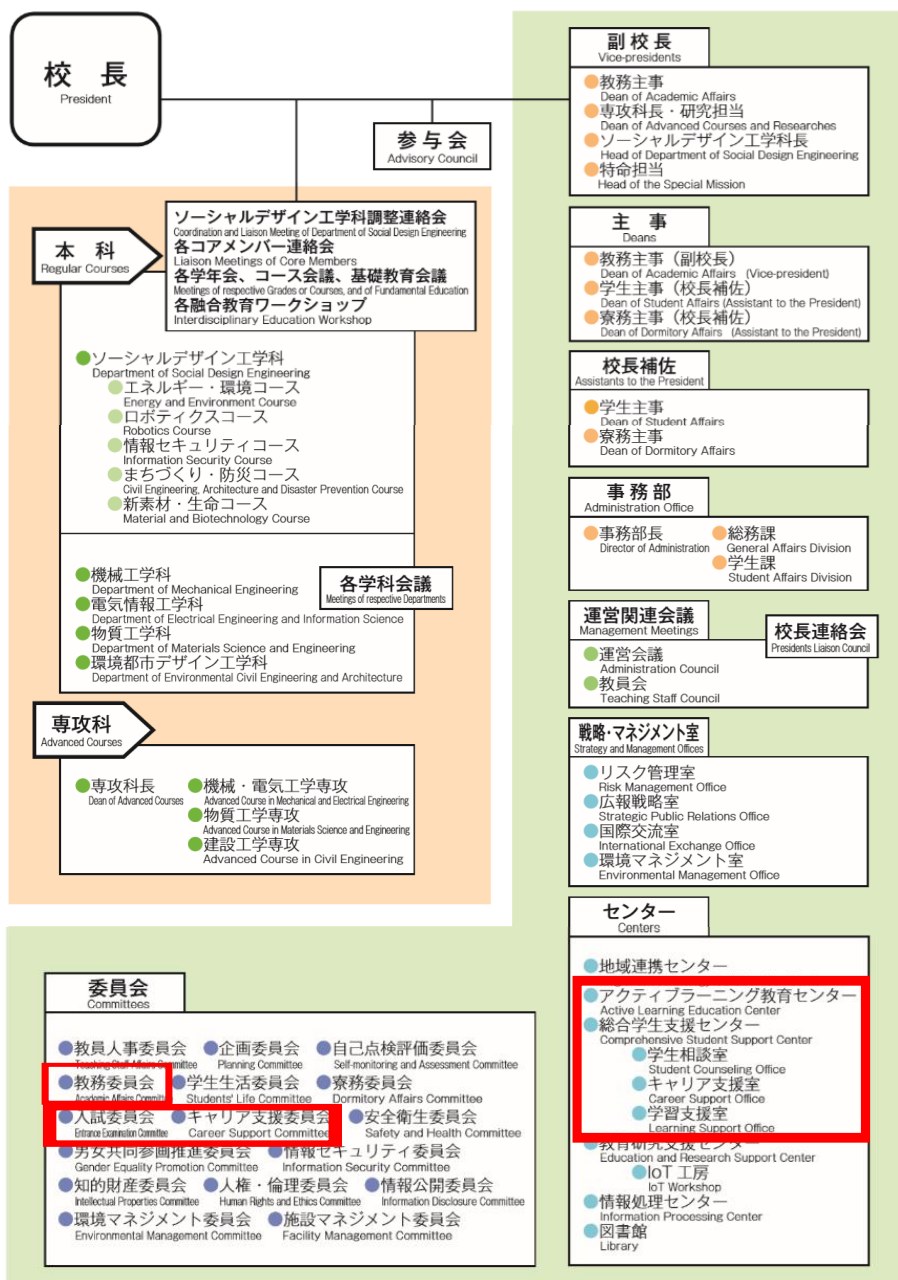 校 長
President
参 与 会
Advisory Council
副 校 長
Vice-presidents
教務主事
Dean of Academic Affairs
専攻科長・研究担当
Dean of Advanced Courses and Researches
ソーシャルデザイン工学科長
Head of Department of Social Design Engineering
特命担当
Head of the Special Mission
主 事
Deans
教務主事（副校長）
Dean of Academic Affairs (Vice-president)
学生主事（校長補佐）
Dean of Student Affairs (Assistant to the President)
寮務主事（校長補佐）
Dean of Dormitory Affairs (Assistant to the President)
校長補佐
Assistants to the President
学生主事
Dean of Student Affairs
寮務主事
Dean of Dormitory Affairs
事 務 部
Administration Office
事務部長
Director of Administration
総務課
General Affairs Division
学生課
Student Affairs Division
運営関連会議
Management Meetings
校長連絡会
Presidents Liaison Council
運営会議
Administration Council
教員会
Teaching Staff Council
戦略・マネジメント室
Strategy and Management Offices
リスク管理室
Risk Management Office
広報戦略室
Strategic Public Relations Office
国際交流室
International Exchange Office
環境マネジメント室
Environmental Management Office
センター
Centers
地域連携センター
アクティブラーニング教育センター
Active Learning Education Center
総合学生支援センター
Comprehensive Student Support Center
学生相談室
Student Counseling Office
キャリア支援室
Career Support Office
学習支援室
Learning Support Office
教育研究支援センター
Education and Research Support Center
IoT 工房
IoT Workshop
情報処理センター
Information Processing Center
図書館
Library
本 科
Regular Courses
ソーシャルデザイン工学科調整連絡会
Coordination and Liaison Meeting of Department of Social Design Engineering
各コアメンバー連絡会
Liaison Meetings of Core Members
各学年会、コース会議、基礎教育会議
Meetings of respective Grades or Courses, and of Fundamental Education
各融合教育ワークショップ
Interdisciplinary Education Workshop
ソーシャルデザイン工学科
Department of Social Design Engineering
エネルギー・環境コース
Energy and Environment Course
ロボティクスコース
Robotics Course
情報セキュリティコース
Information Security Course
まちづくり・防災コース
Civil Engineering, Architecture and Disaster Prevention Course
新素材・生命コース
Material and Biotechnology Course
各学科会議
Meetings of respective Departments
機械工学科
Department of Mechanical Engineering
電気情報工学科
Department of Electrical Engineering and Information Science
物質工学科
Department of Materials Science and Engineering
環境都市デザイン工学科
Department of Environmental Civil Engineering and Architecture
専攻科
Advanced Courses
専攻科長
Dean of Advanced Courses
機械・電気工学専攻
Advanced Course in Mechanical and Electrical Engineering
物質工学専攻
Advanced Course in Materials Science and Engineering
建設工学専攻
Advanced Course in Civil Engineering
委員会
Committees
教員人事委員会 企画委員会 自己点検評価委員会
Teaching Staff Affairs Committee Planning Committee Self-monitoring and Assessment Committee
教務委員会 学生生活委員会 寮務委員会
Academic Affairs Committee Students' Life Committee Dormitory Affairs Committee
入試委員会 キャリア支援委員会 安全衛生委員会
Entrance Examination Committee Career Support Committee Safety and Health Committee
男女共同参画推進委員会 情報セキュリティ委員会
Gender Equality Promotion Committee Information Security Committee
知的財産委員会 人権・倫理委員会 情報公開委員会
Intellectual Properties Committee Human Rights and Ethics Committee Information Disclosure Committee
環境マネジメント委員会 施設マネジメント委員会
Environmental Management Committee Facility Management Committee